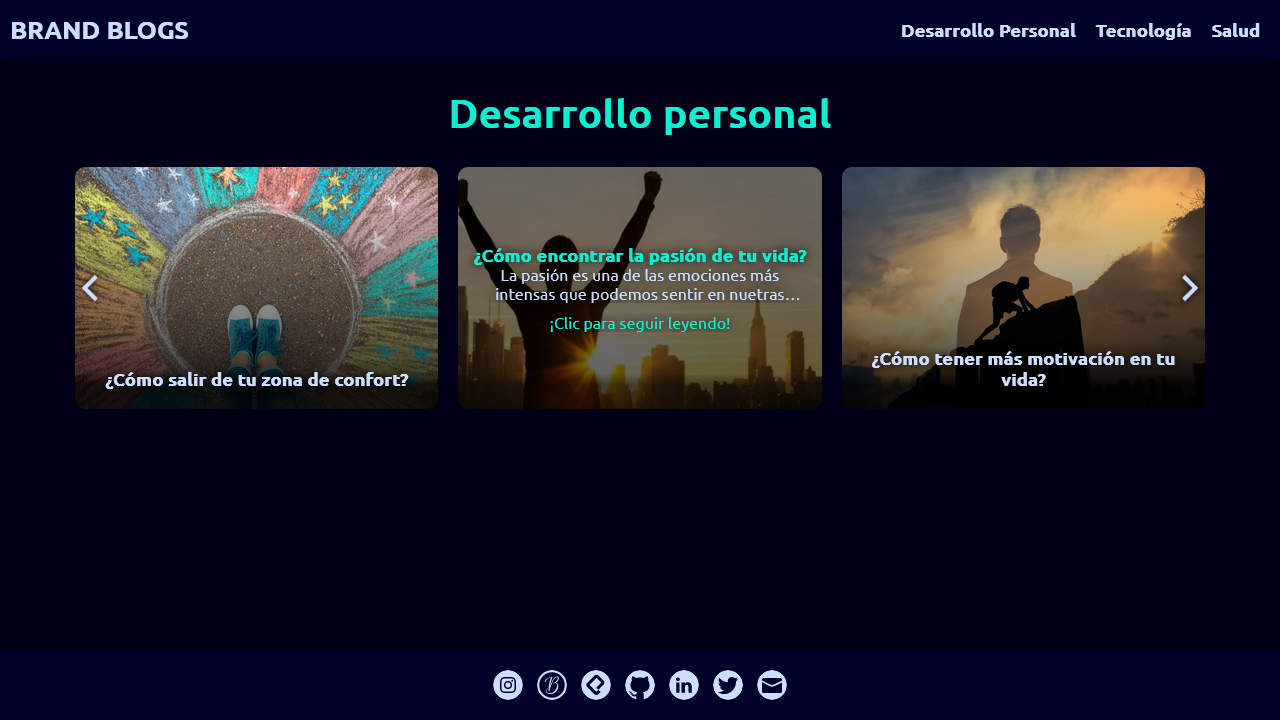 BRAND BLOGS
Desarrollo Personal
Tecnología
Salud
Desarrollo personal
¿Cómo salir de tu zona de confort?
¿Cómo encontrar la pasión de tu vida?
La pasión es una de las emociones más
intensas que podemos sentir en nuetras…
¡Clic para seguir leyendo!
¿Cómo tener más motivación en tu
vida?